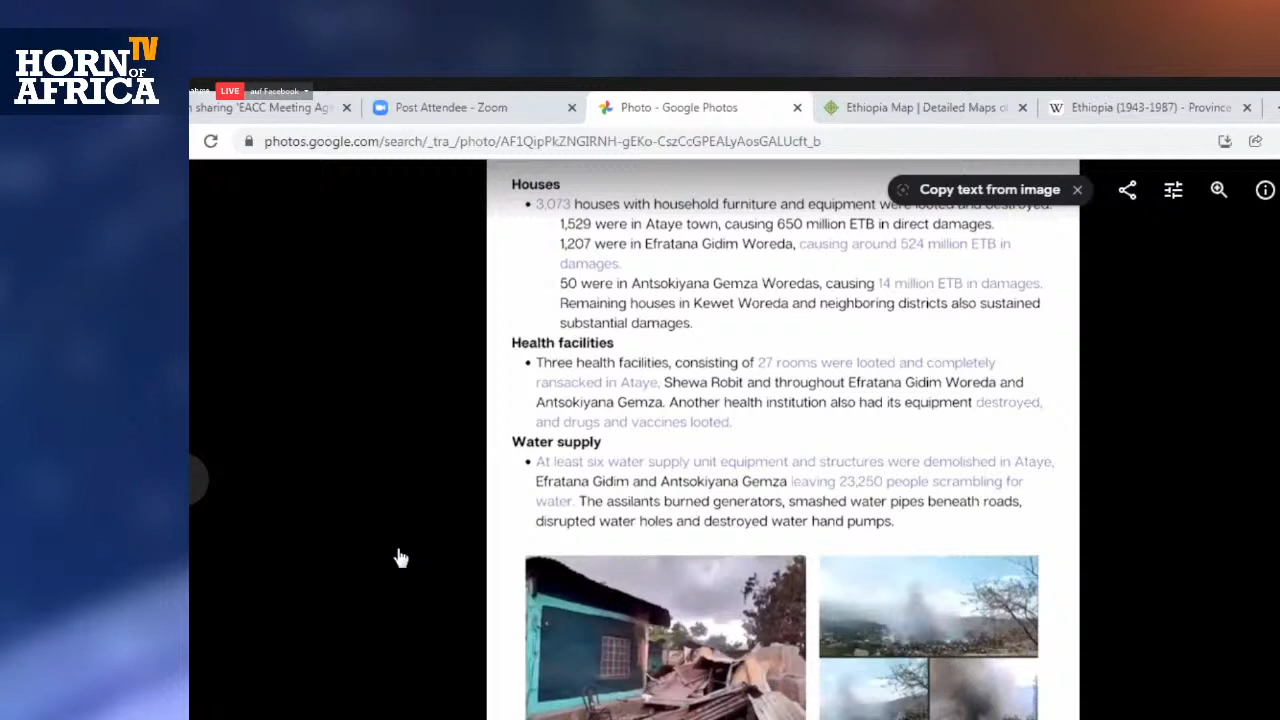 HORN
TV
OF
AFRICA
LIVE
auf Facebook
sharing "EACC Meeting Age
Post Attendee - Zoom
Photo - Google Photos
Ethiopia Map | Detailed Maps o
Ethiopia (1943-1987) - Province
photos.google.com/search/_tra_/photo/AF1QipPkZNGIRNH-gEKo-CszCcGPEALyAosGALUcft_b
Copy text from image
Houses
• 3,073 houses with household furniture and equipment were looted and destroyed.
1,529 were in Ataye town, causing 650 million ETB in direct damages.
1,207 were in Efratana Gidim Woreda, causing around 524 million ETB in
damages.
50 were in Antsokiyana Gemza Woredas, causing 14 million ETB in damages.
Remaining houses in Kewet Woreda and neighboring districts also sustained
substantial damages.
Health facilities
• Three health facilities, consisting of 27 rooms were looted and completely
ransacked in Ataye, Shewa Robit and throughout Efratana Gidim Woreda and
Antsokiyana Gemza. Another health institution also had its equipment destroyed,
and drugs and vaccines looted.
Water supply
• At least six water supply unit equipment and structures were demolished in Ataye,
Efratana Gidim and Antsokiyana Gemza leaving 23,250 people scrambling for
water. The assilants burned generators, smashed water pipes beneath roads,
disrupted water holes and destroyed water hand pumps.